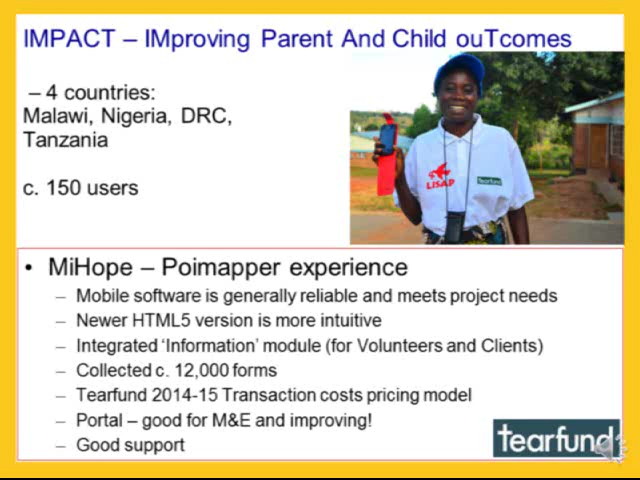 IMPACT – IMproving Parent And Child ouTcomes
– 4 countries:
Malawi, Nigeria, DRC,
Tanzania
c. 150 users
LISAP
tearfund
• MiHope – Poimapper experience
– Mobile software is generally reliable and meets project needs
– Newer HTML5 version is more intuitive
– Integrated ‘Information’ module (for Volunteers and Clients)
– Collected c. 12,000 forms
– Tearfund 2014-15 Transaction costs pricing model
– Portal – good for M&E and improving!
– Good support
tearfund